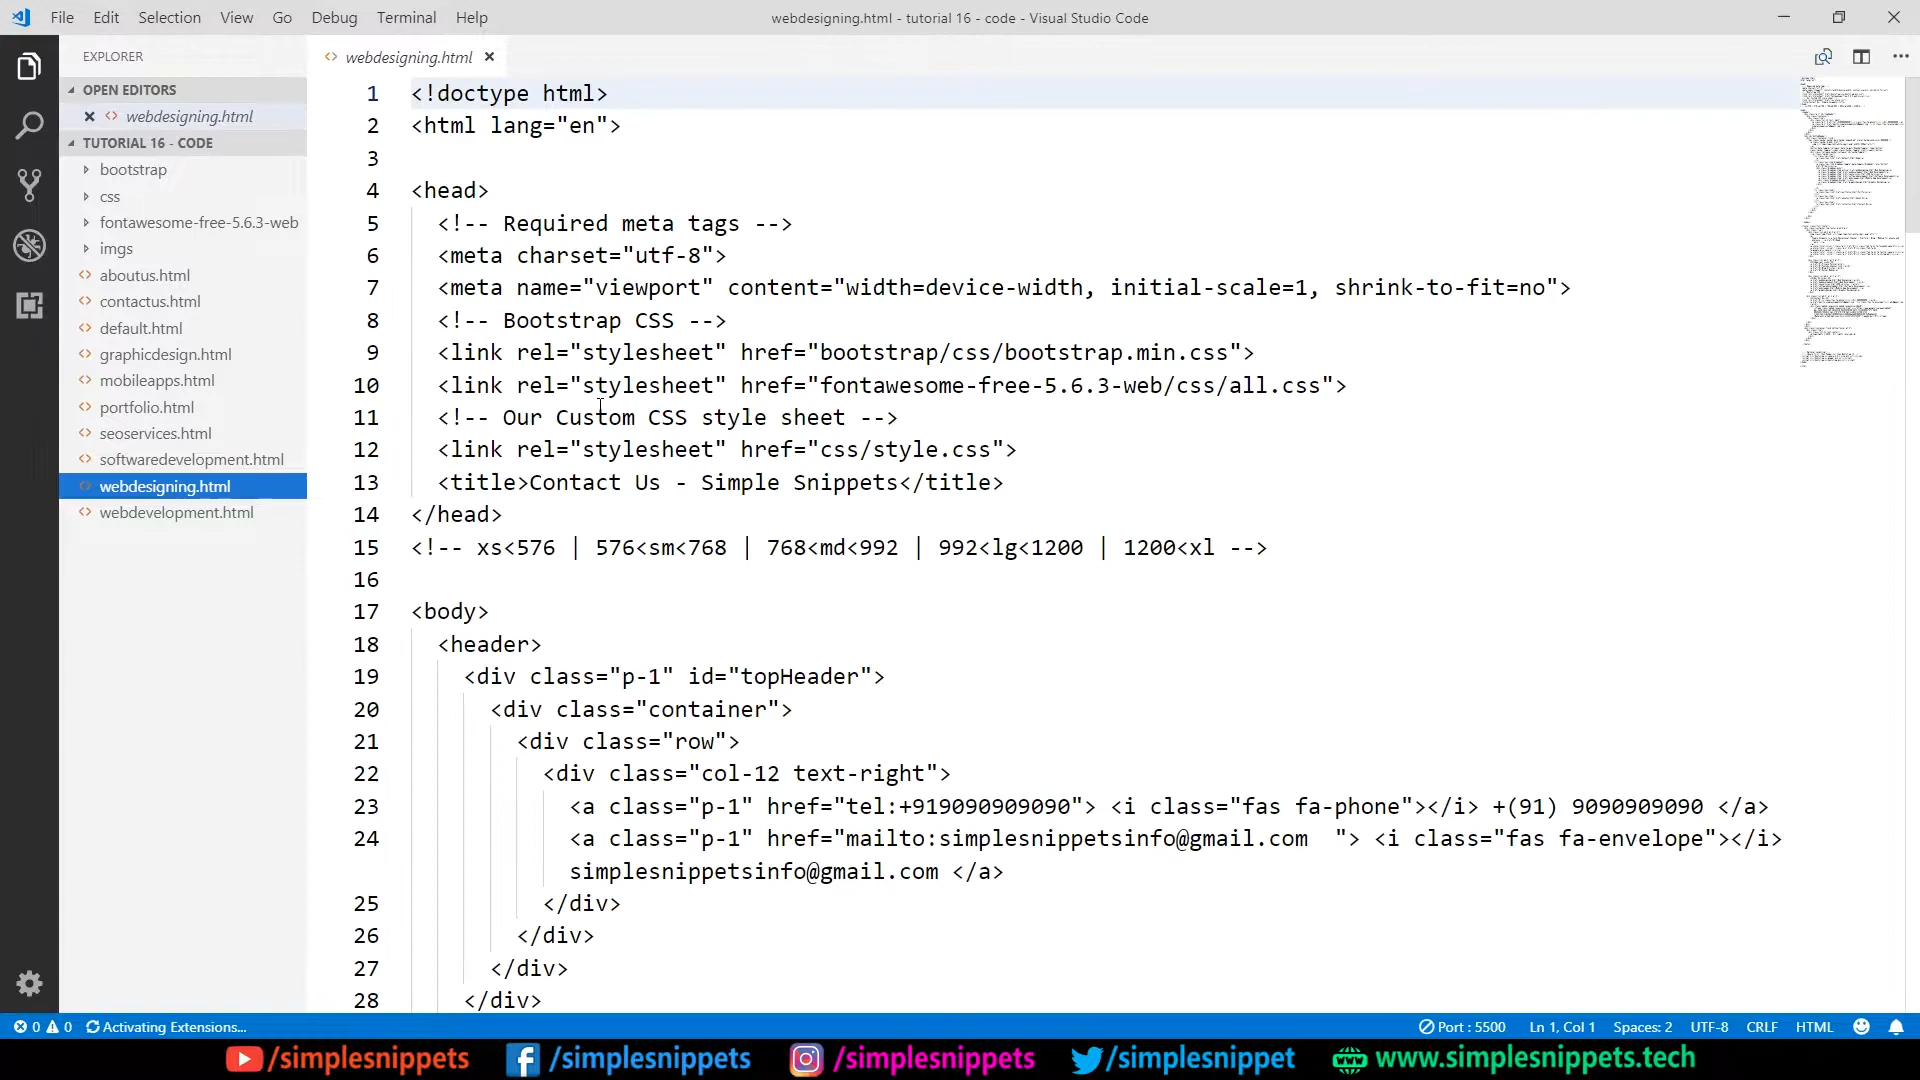 File Edit Selection View Go Debug Terminal Help
webdesigning.html - tutorial 16 - code - Visual Studio Code
EXPLORER
OPEN EDITORS
webdesigning.html
TUTORIAL 16 - CODE
bootstrap
css
fontawesome-free-5.6.3-web
imgs
aboutus.html
contactus.html
default.html
graphicdesign.html
mobileapps.html
portfolio.html
seoservices.html
softwaredevelopment.html
webdesigning.html
webdevelopment.html
webdesigning.html
1 <!doctype html>
2 <html lang="en">
3
4 <head>
5 <!-- Required meta tags -->
6 <meta charset="utf-8">
7 <meta name="viewport" content="width=device-width, initial-scale=1, shrink-to-fit=no">
8 <!-- Bootstrap CSS -->
9 <link rel="stylesheet" href="bootstrap/css/bootstrap.min.css">
10 <link rel="stylesheet" href="fontawesome-free-5.6.3-web/css/all.css">
11 <!-- Our Custom CSS style sheet -->
12 <link rel="stylesheet" href="css/style.css">
13 <title>Contact Us - Simple Snippets</title>
14 </head>
15 <!-- xs<576 | 576<sm<768 | 768<md<992 | 992<lg<1200 | 1200<xl -->
16
17 <body>
18 <header>
19 <div class="p-1" id="topHeader">
20 <div class="container">
21 <div class="row">
22 <div class="col-12 text-right">
23 <a class="p-1" href="tel:+919090909090"> <i class="fas fa-phone"></i> +(91) 9090909090 </a>
24 <a class="p-1" href="mailto:simplesnippetsinfo@gmail.com  "> <i class="fas fa-envelope"></i>
simplesnippetsinfo@gmail.com </a>
25 </div>
26 </div>
27 </div>
28 </div>
0 0 Activating Extensions... Port : 5500 Ln 1, Col 1 Spaces: 2 UTF-8 CRLF HTML
/simplesnippets /simplesnippets /simplesnippets /simplesnippet www.simplesnippets.tech